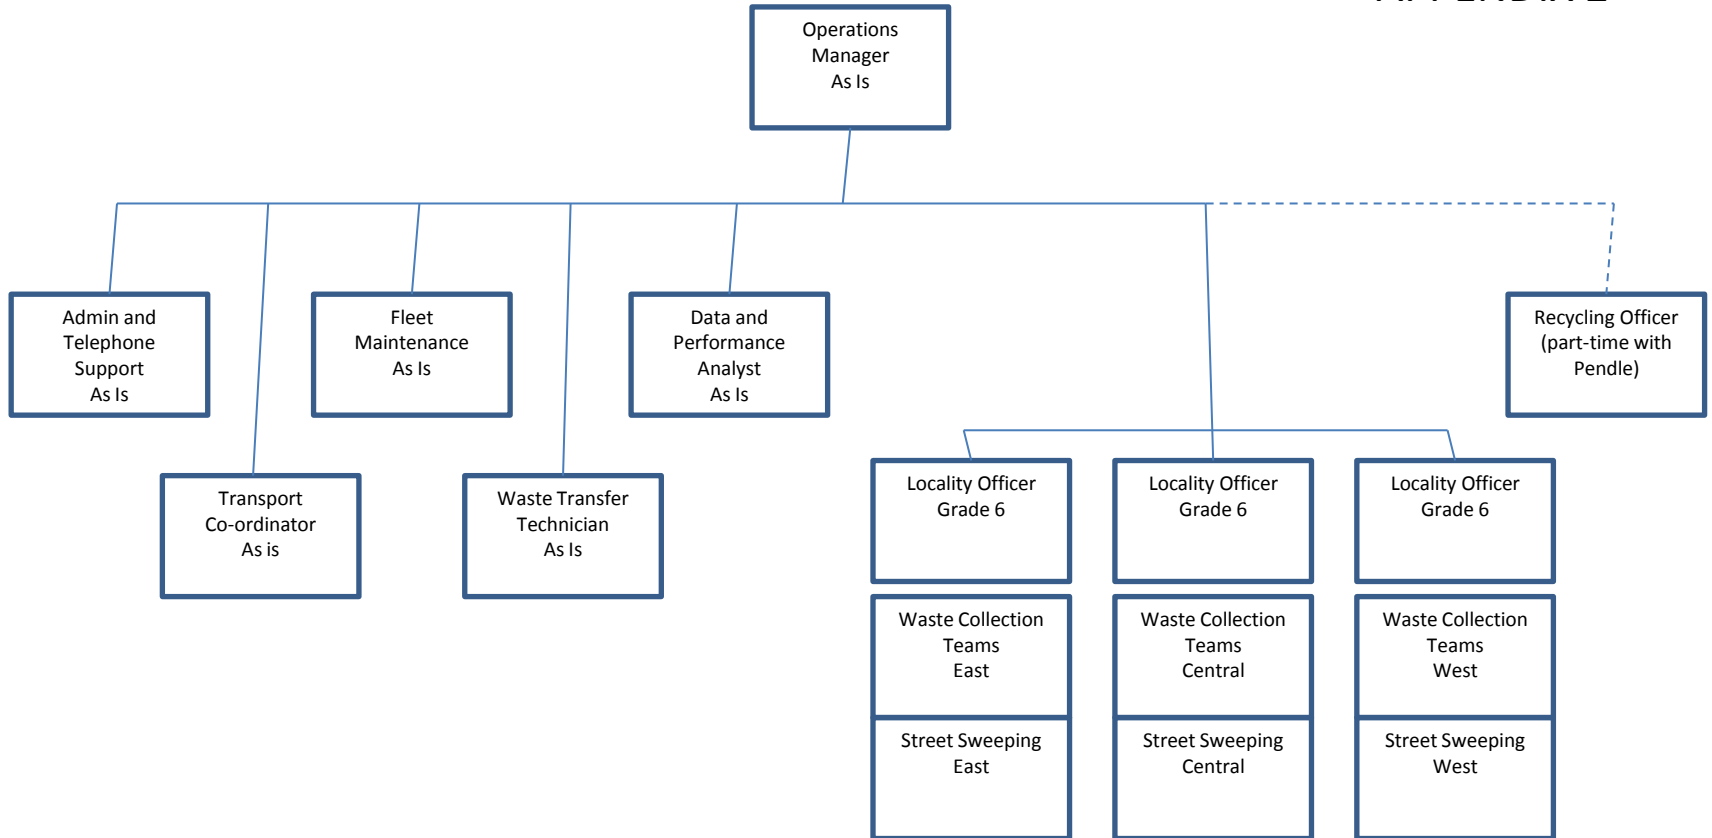 Operations
Manager
As Is
Admin and
Telephone
Support
As Is
Fleet
Maintenance
As Is
Data and
Performance
Analyst
As Is
Recycling Officer
(part-time with
Pendle)
Transport
Co-ordinator
As is
Waste Transfer
Technician
As Is
Locality Officer
Grade 6
Locality Officer
Grade 6
Locality Officer
Grade 6
Waste Collection
Teams
East
Waste Collection
Teams
Central
Waste Collection
Teams
West
Street Sweeping
East
Street Sweeping
Central
Street Sweeping
West